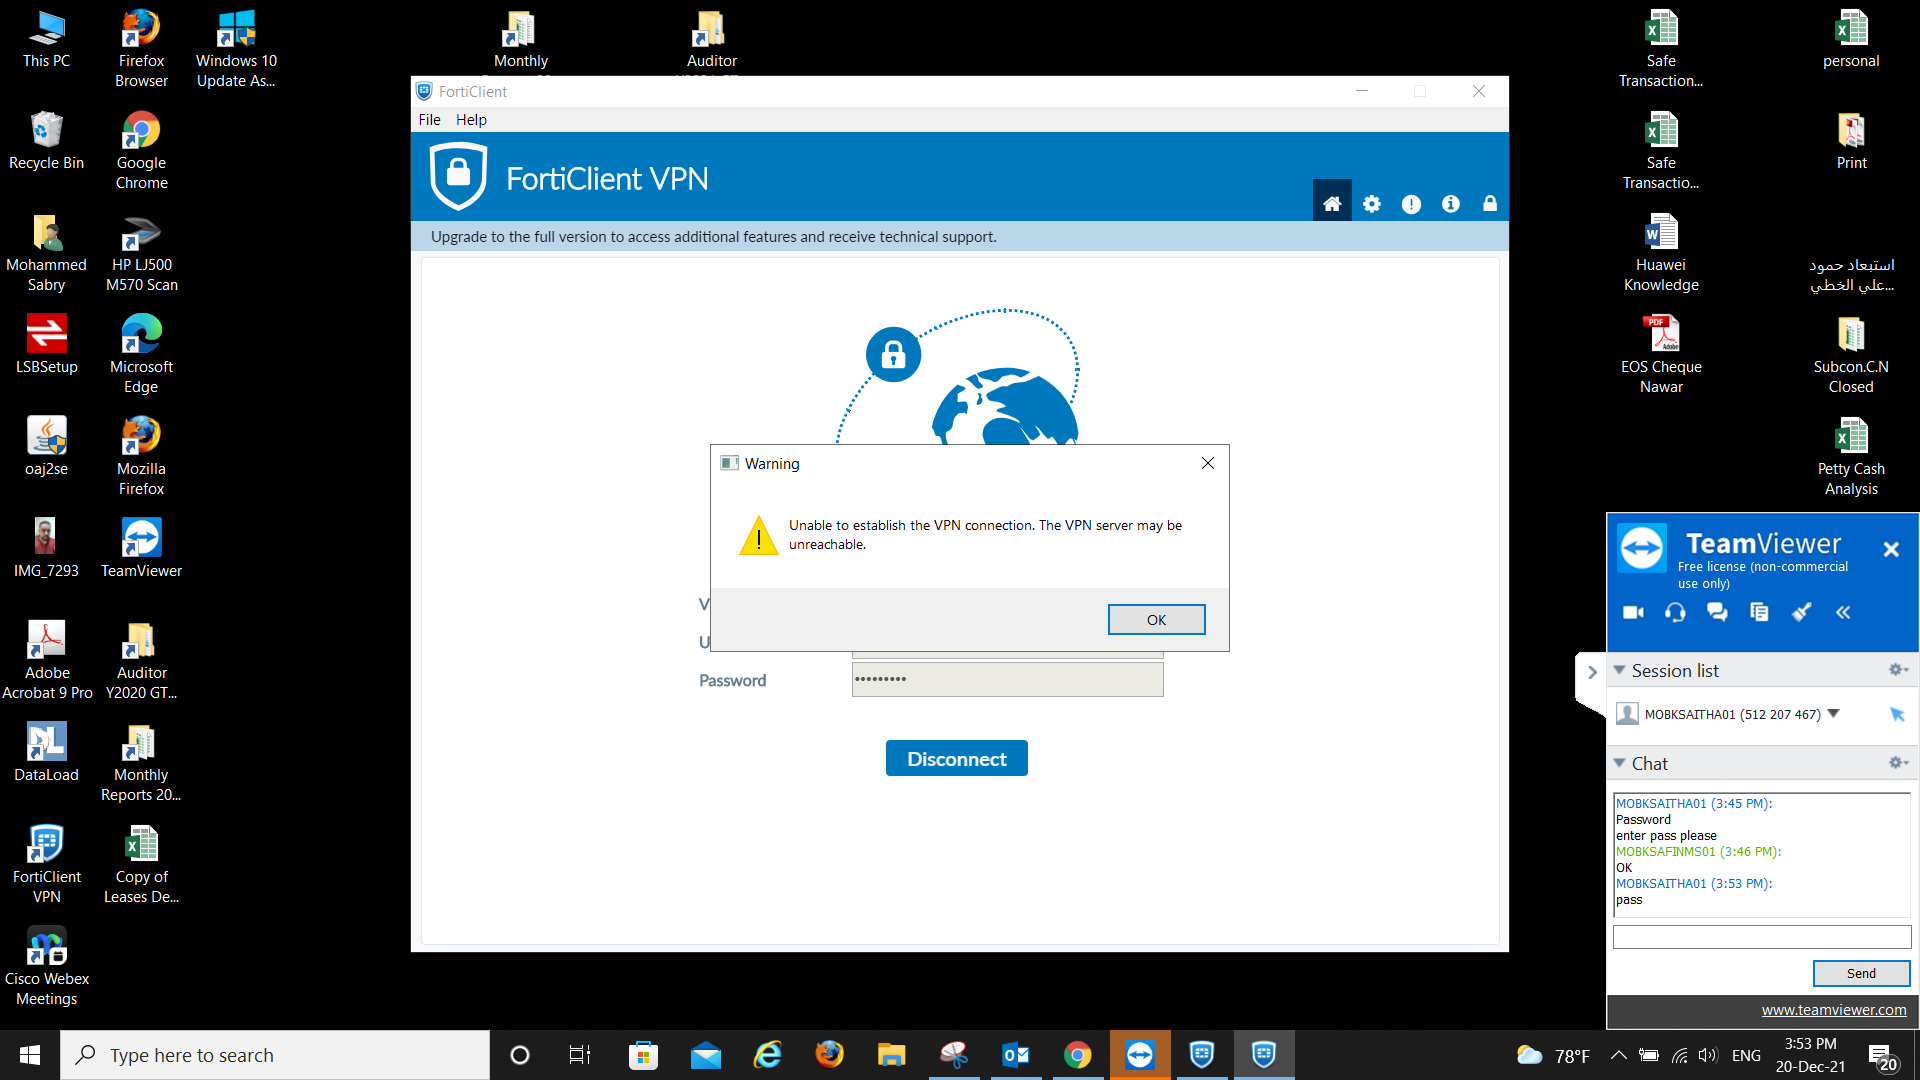 This PC
Firefox
Browser
Windows 10
Update As...
Monthly
Auditor
Safe
Transaction...
personal
Recycle Bin
Google
Chrome
Safe
Transactio...
Print
Mohammed
Sabry
HP LJ500
M570 Scan
Huawei
Knowledge
استبعاد حمود
علي الخطي...
LSBSetup
Microsoft
Edge
EOS Cheque
Nawar
Subcon.C.N
Closed
oaj2se
Mozilla
Firefox
Petty Cash
Analysis
IMG_7293
TeamViewer
Adobe
Acrobat 9 Pro
Auditor
Y2020 GT...
DataLoad
Monthly
Reports 20...
FortiClient
VPN
Copy of
Leases De...
Cisco Webex
Meetings
FortiClient
File Help
FortiClient VPN
Upgrade to the full version to access additional features and receive technical support.
Warning
Unable to establish the VPN connection. The VPN server may be
unreachable.
OK
V
U
Password
•••••••••
Disconnect
TeamViewer
Free license (non-commercial
use only)
Session list
MOBKSAITHA01 (512 207 467)
Chat
MOBKSAITHA01 (3:45 PM):
Password
enter pass please
MOBKSAFINMS01 (3:46 PM):
OK
MOBKSAITHA01 (3:53 PM):
pass
Send
www.teamviewer.com
Type here to search
78°F
ENG
3:53 PM
20-Dec-21
20